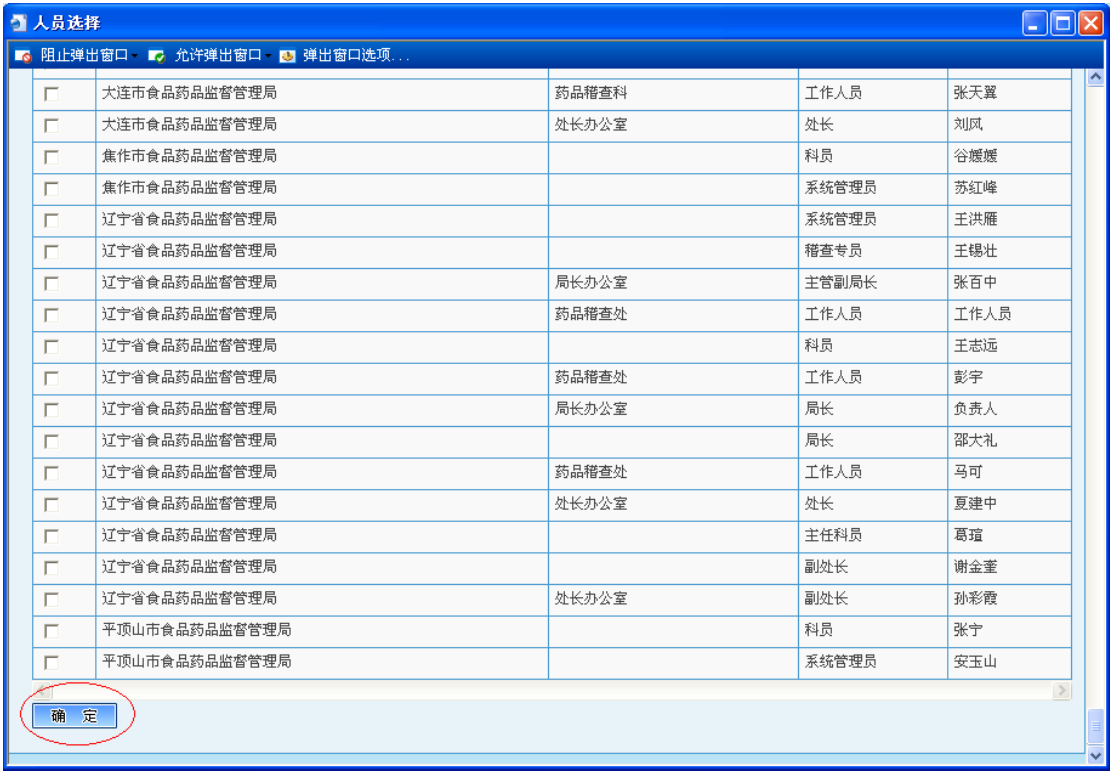 人员选择
阻止弹出窗口 允许弹出窗口 弹出窗口选项...
大连市食品药品监督管理局 药品稽查科 工作人员 张天翼
大连市食品药品监督管理局 处长办公室 处长 刘凤
焦作市食品药品监督管理局 科员 谷媛媛
焦作市食品药品监督管理局 系统管理员 苏红峰
辽宁省食品药品监督管理局 系统管理员 王洪雁
辽宁省食品药品监督管理局 稽查专员 王锡壮
辽宁省食品药品监督管理局 局长办公室 主管副局长 张百中
辽宁省食品药品监督管理局 药品稽查处 工作人员 工作人员
辽宁省食品药品监督管理局 科员 王志远
辽宁省食品药品监督管理局 药品稽查处 工作人员 彭宇
辽宁省食品药品监督管理局 局长办公室 局长 负责人
辽宁省食品药品监督管理局 局长 邵大礼
辽宁省食品药品监督管理局 药品稽查处 工作人员 马可
辽宁省食品药品监督管理局 处长办公室 处长 夏建中
辽宁省食品药品监督管理局 主任科员 葛瑄
辽宁省食品药品监督管理局 副处长 谢金奎
辽宁省食品药品监督管理局 处长办公室 副处长 孙彩霞
平顶山市食品药品监督管理局 科员 张宁
平顶山市食品药品监督管理局 系统管理员 安玉山
确 定